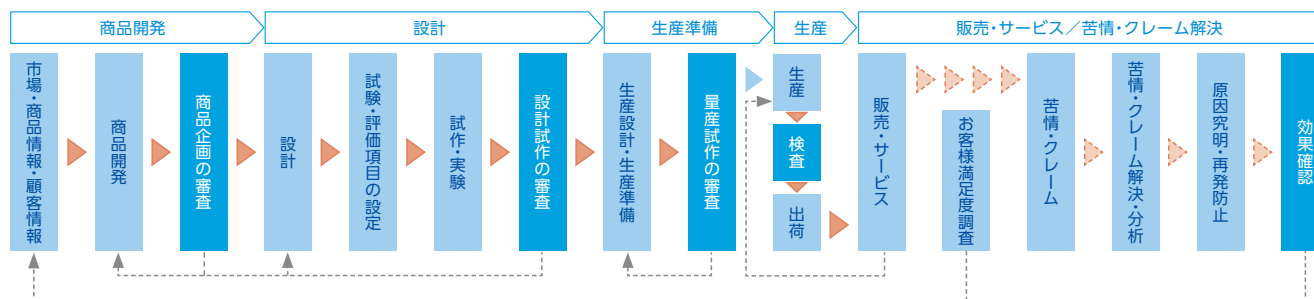 商品開発
設計
生産準備
生産
販売・サービス／苦情・クレーム解決
市場・商品情報・顧客情報
商品開発
商品企画の審査
設計
試験・評価項目の設定
試作・実験
設計試作の審査
生産設計・生産準備
量産試作の審査
生産
検査
出荷
販売・サービス
お客様満足度調査
苦情・クレーム
苦情・クレーム解決・分析
原因究明・再発防止
効果確認